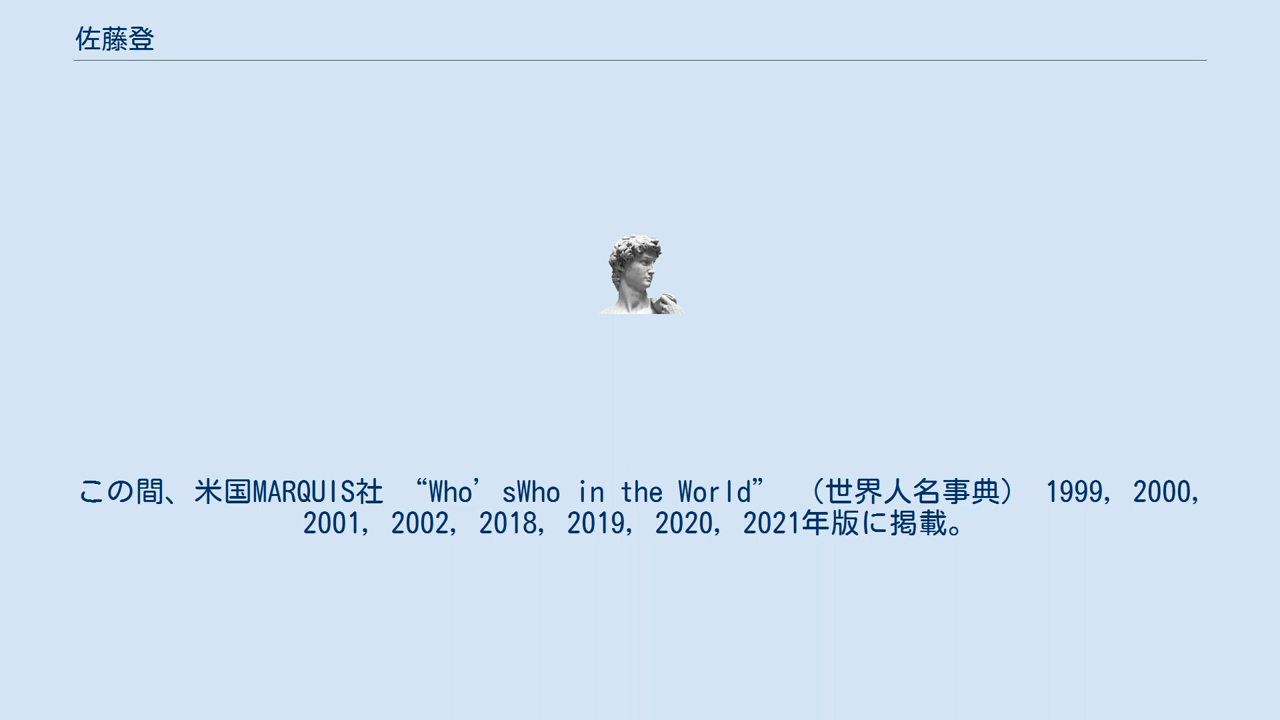 佐藤登
この間、米国MARQUIS社 “Who’sWho in the World” （世界人名事典） 1999, 2000,
2001, 2002, 2018, 2019, 2020, 2021年版に掲載。